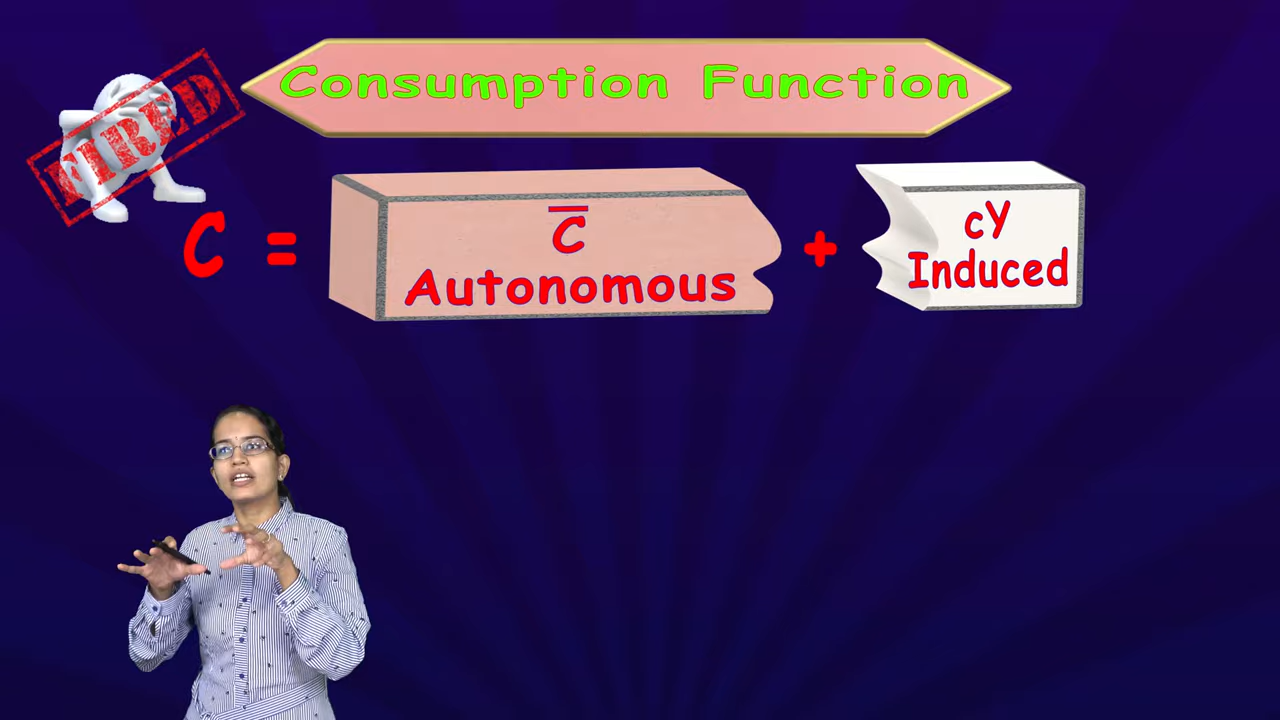 Consumption Function
FIRED
C = C̅ + cY
Autonomous Induced